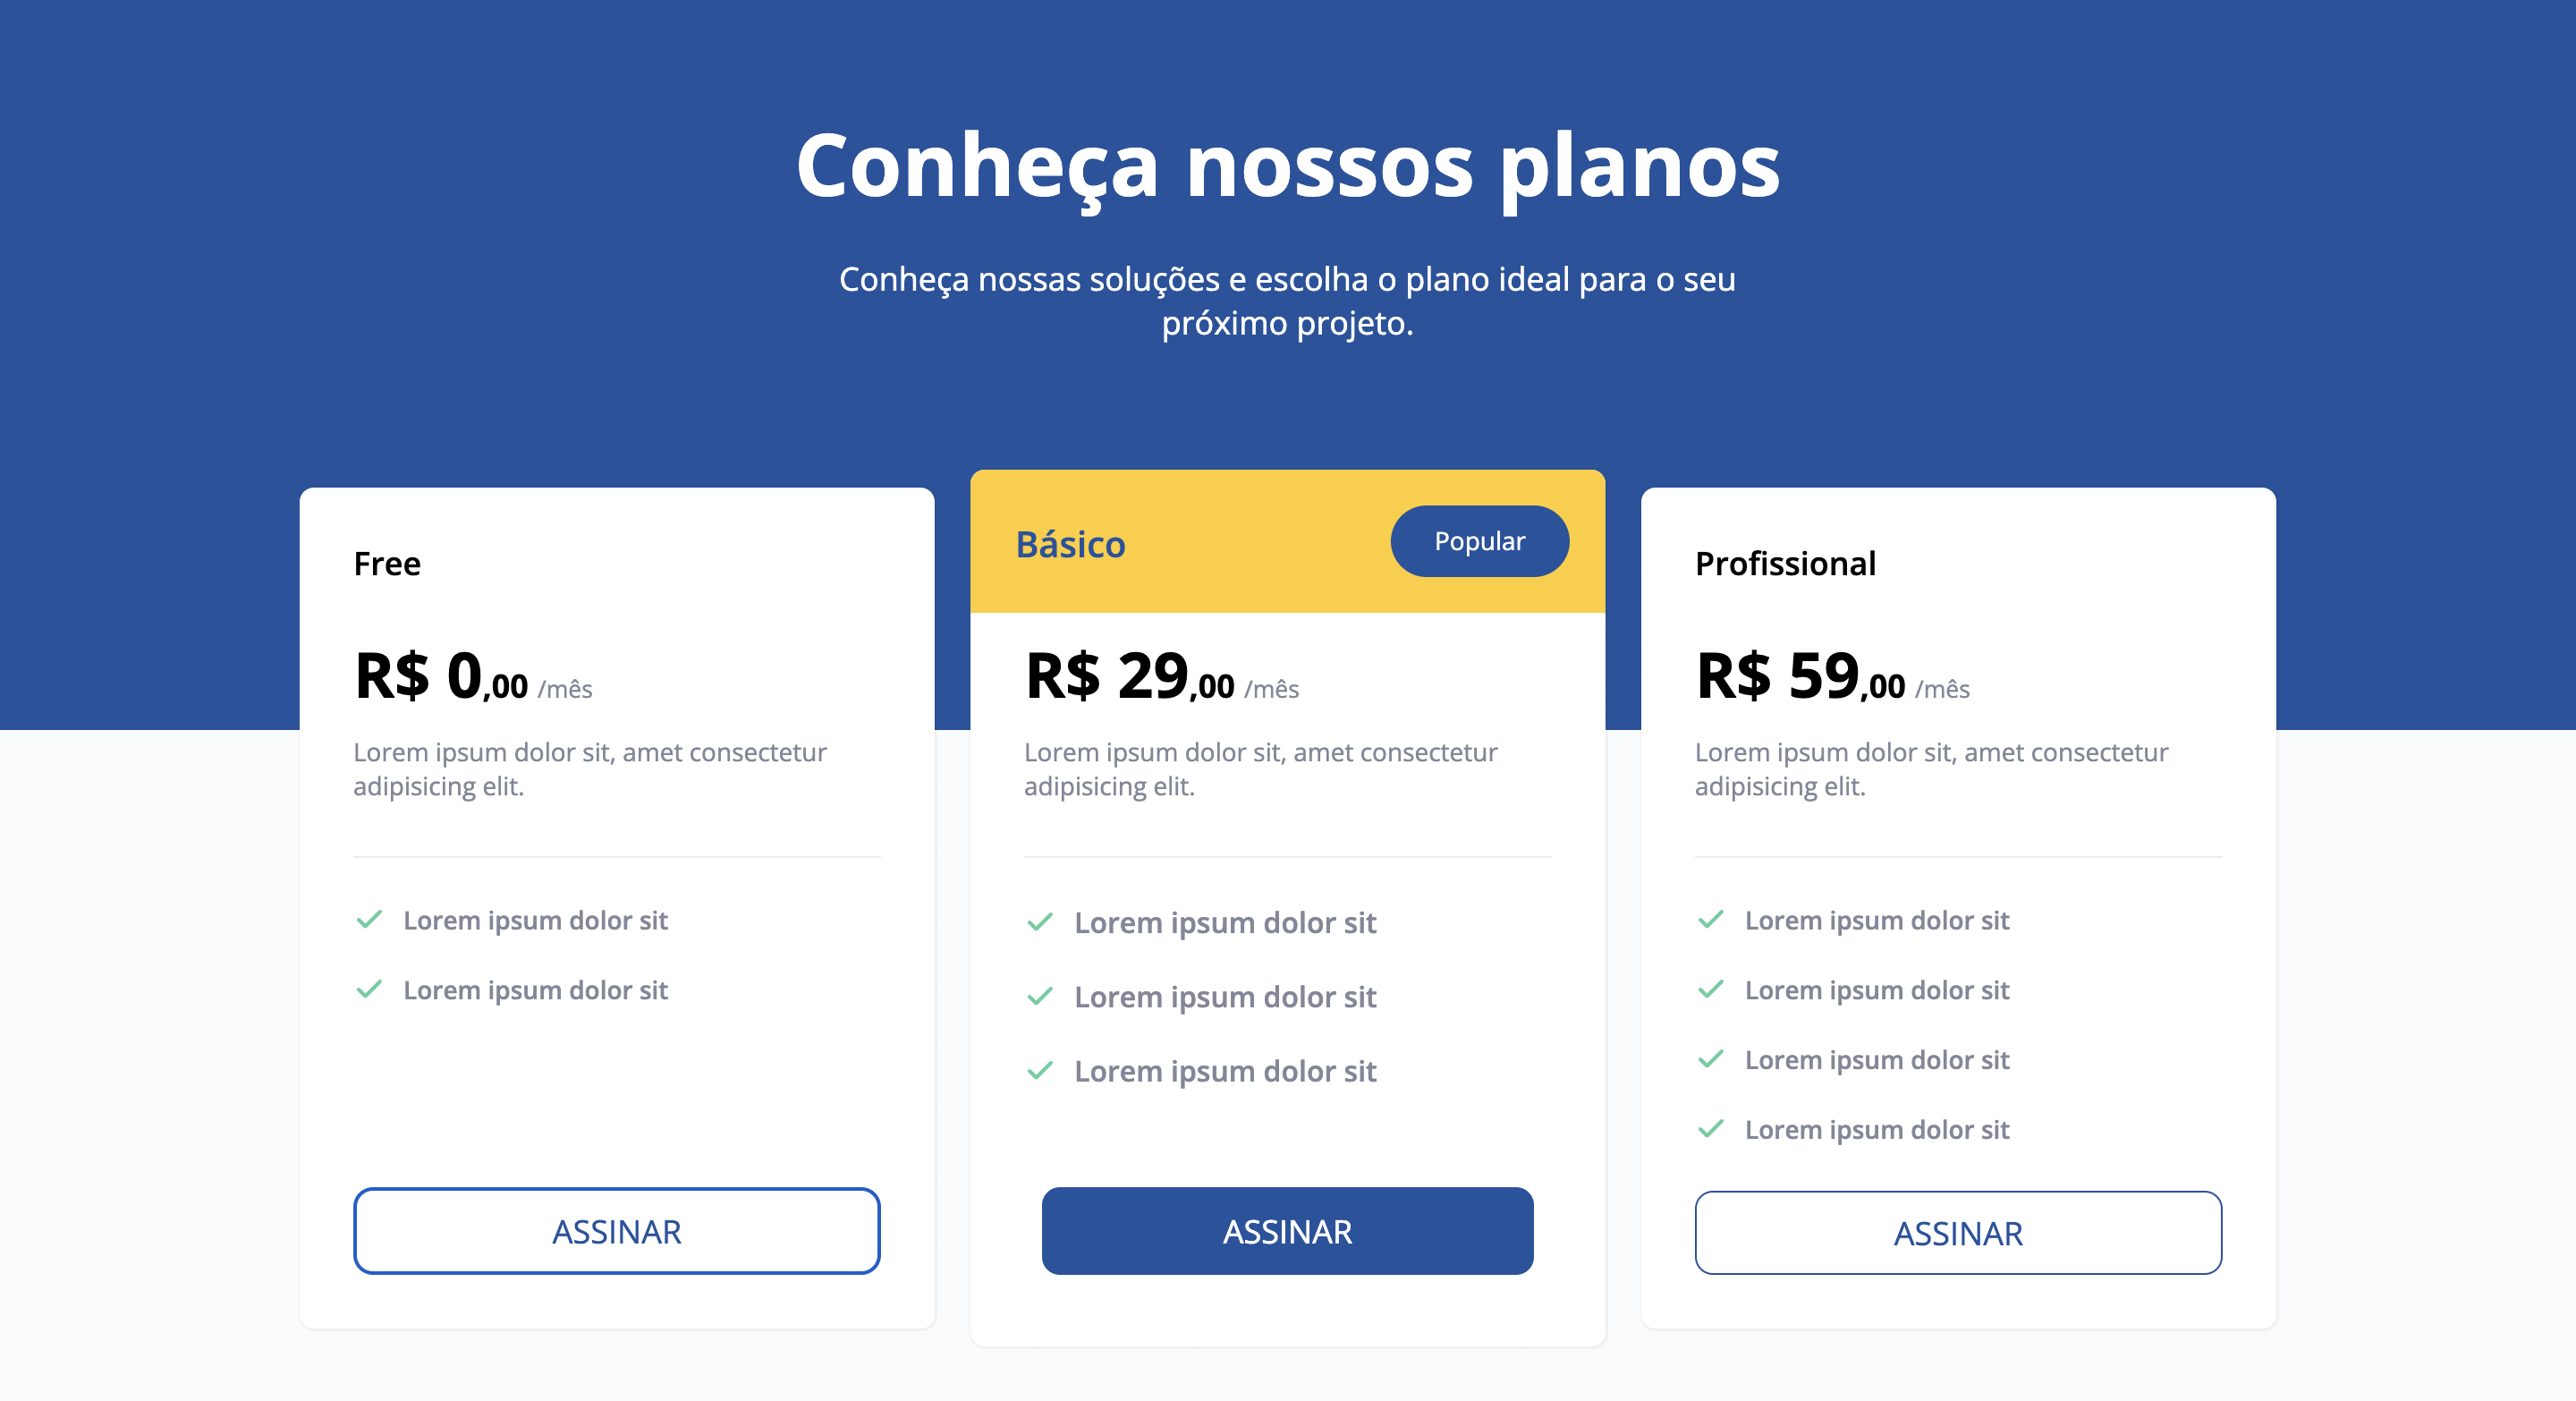 Conheça nossos planos
Conheça nossas soluções e escolha o plano ideal para o seu
próximo projeto.
Free
R$ 0,00 /mês
Lorem ipsum dolor sit, amet consectetur
adipisicing elit.
Lorem ipsum dolor sit
Lorem ipsum dolor sit
ASSINAR
Básico
Popular
R$ 29,00 /mês
Lorem ipsum dolor sit, amet consectetur
adipisicing elit.
Lorem ipsum dolor sit
Lorem ipsum dolor sit
Lorem ipsum dolor sit
ASSINAR
Profissional
R$ 59,00 /mês
Lorem ipsum dolor sit, amet consectetur
adipisicing elit.
Lorem ipsum dolor sit
Lorem ipsum dolor sit
Lorem ipsum dolor sit
Lorem ipsum dolor sit
ASSINAR